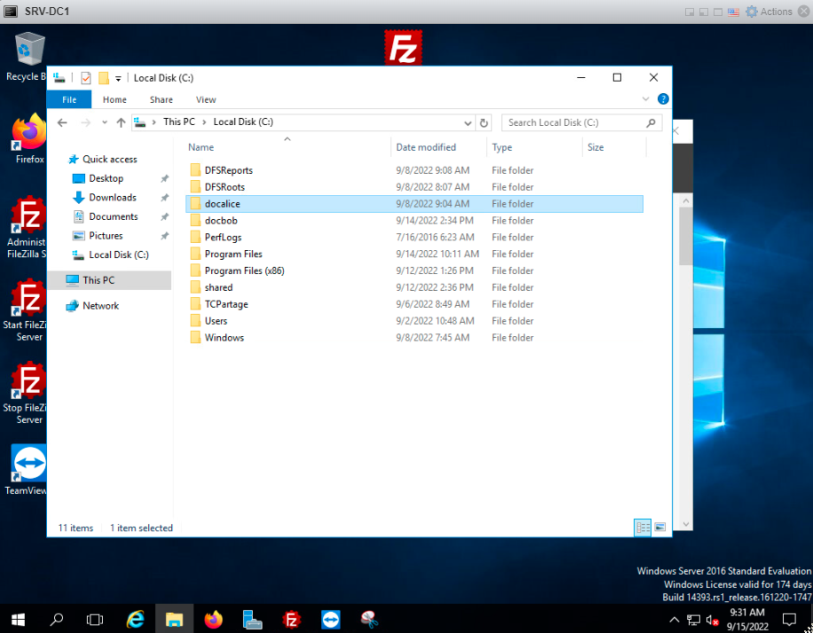 SRV-DC1
Actions
Recycle B
Local Disk (C:)
File Home Share View
This PC > Local Disk (C:)
Search Local Disk (C:)
Firefox
Administ
FileZilla S
Start FileZi
Server
Stop FileZi
Server
TeamView
Quick access
Desktop
Downloads
Documents
Pictures
Local Disk (C:)
This PC
Network
Name Date modified Type Size
DFSReports 9/8/2022 9:08 AM File folder
DFSRoots 9/8/2022 8:07 AM File folder
docalice 9/8/2022 9:04 AM File folder
docbob 9/14/2022 2:34 PM File folder
PerfLogs 7/16/2016 6:23 AM File folder
Program Files 9/14/2022 10:11 AM File folder
Program Files (x86) 9/12/2022 1:26 PM File folder
shared 9/12/2022 2:36 PM File folder
TCPartage 9/6/2022 8:49 AM File folder
Users 9/2/2022 10:48 AM File folder
Windows 9/8/2022 7:45 AM File folder
11 items 1 item selected
Windows Server 2016 Standard Evaluation
Windows License valid for 174 days
Build 14393.rs1_release.161220-1747
9:31 AM
9/15/2022